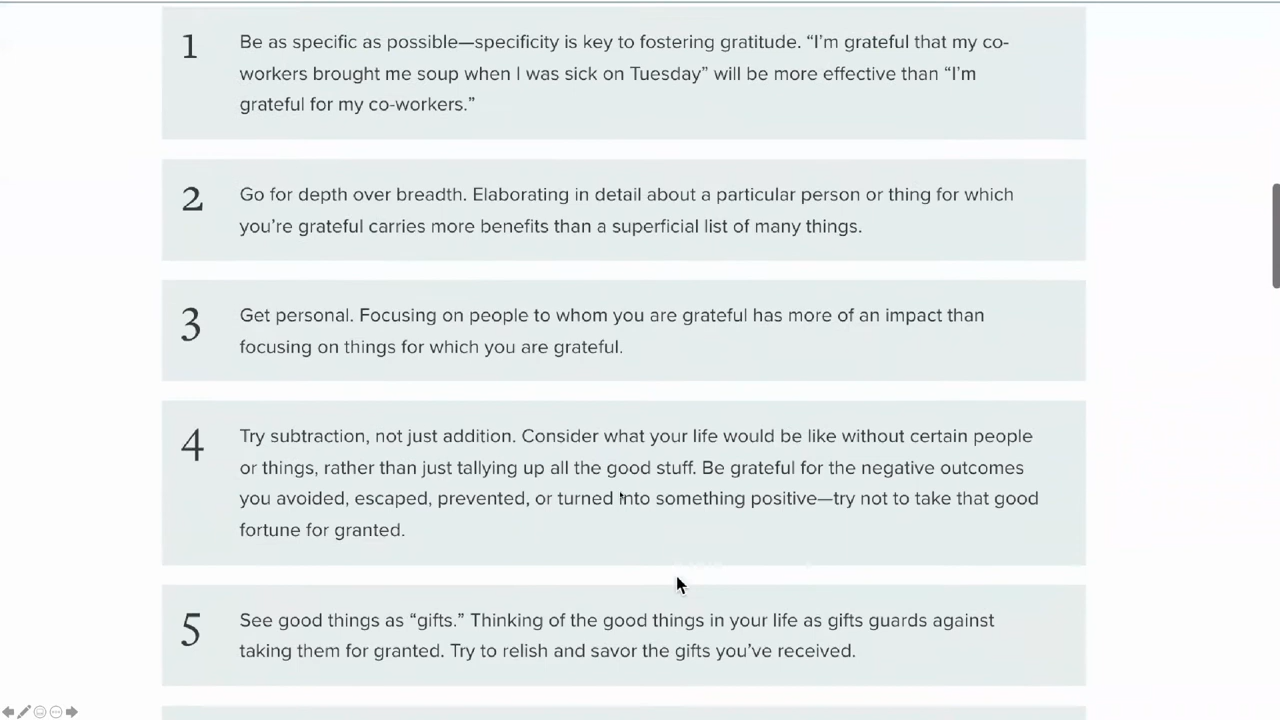 1
Be as specific as possible—specificity is key to fostering gratitude. “I’m grateful that my co-
workers brought me soup when I was sick on Tuesday” will be more effective than “I’m
grateful for my co-workers.”
2
Go for depth over breadth. Elaborating in detail about a particular person or thing for which
you’re grateful carries more benefits than a superficial list of many things.
3
Get personal. Focusing on people to whom you are grateful has more of an impact than
focusing on things for which you are grateful.
4
Try subtraction, not just addition. Consider what your life would be like without certain people
or things, rather than just tallying up all the good stuff. Be grateful for the negative outcomes
you avoided, escaped, prevented, or turned into something positive—try not to take that good
fortune for granted.
5
See good things as “gifts.” Thinking of the good things in your life as gifts guards against
taking them for granted. Try to relish and savor the gifts you’ve received.